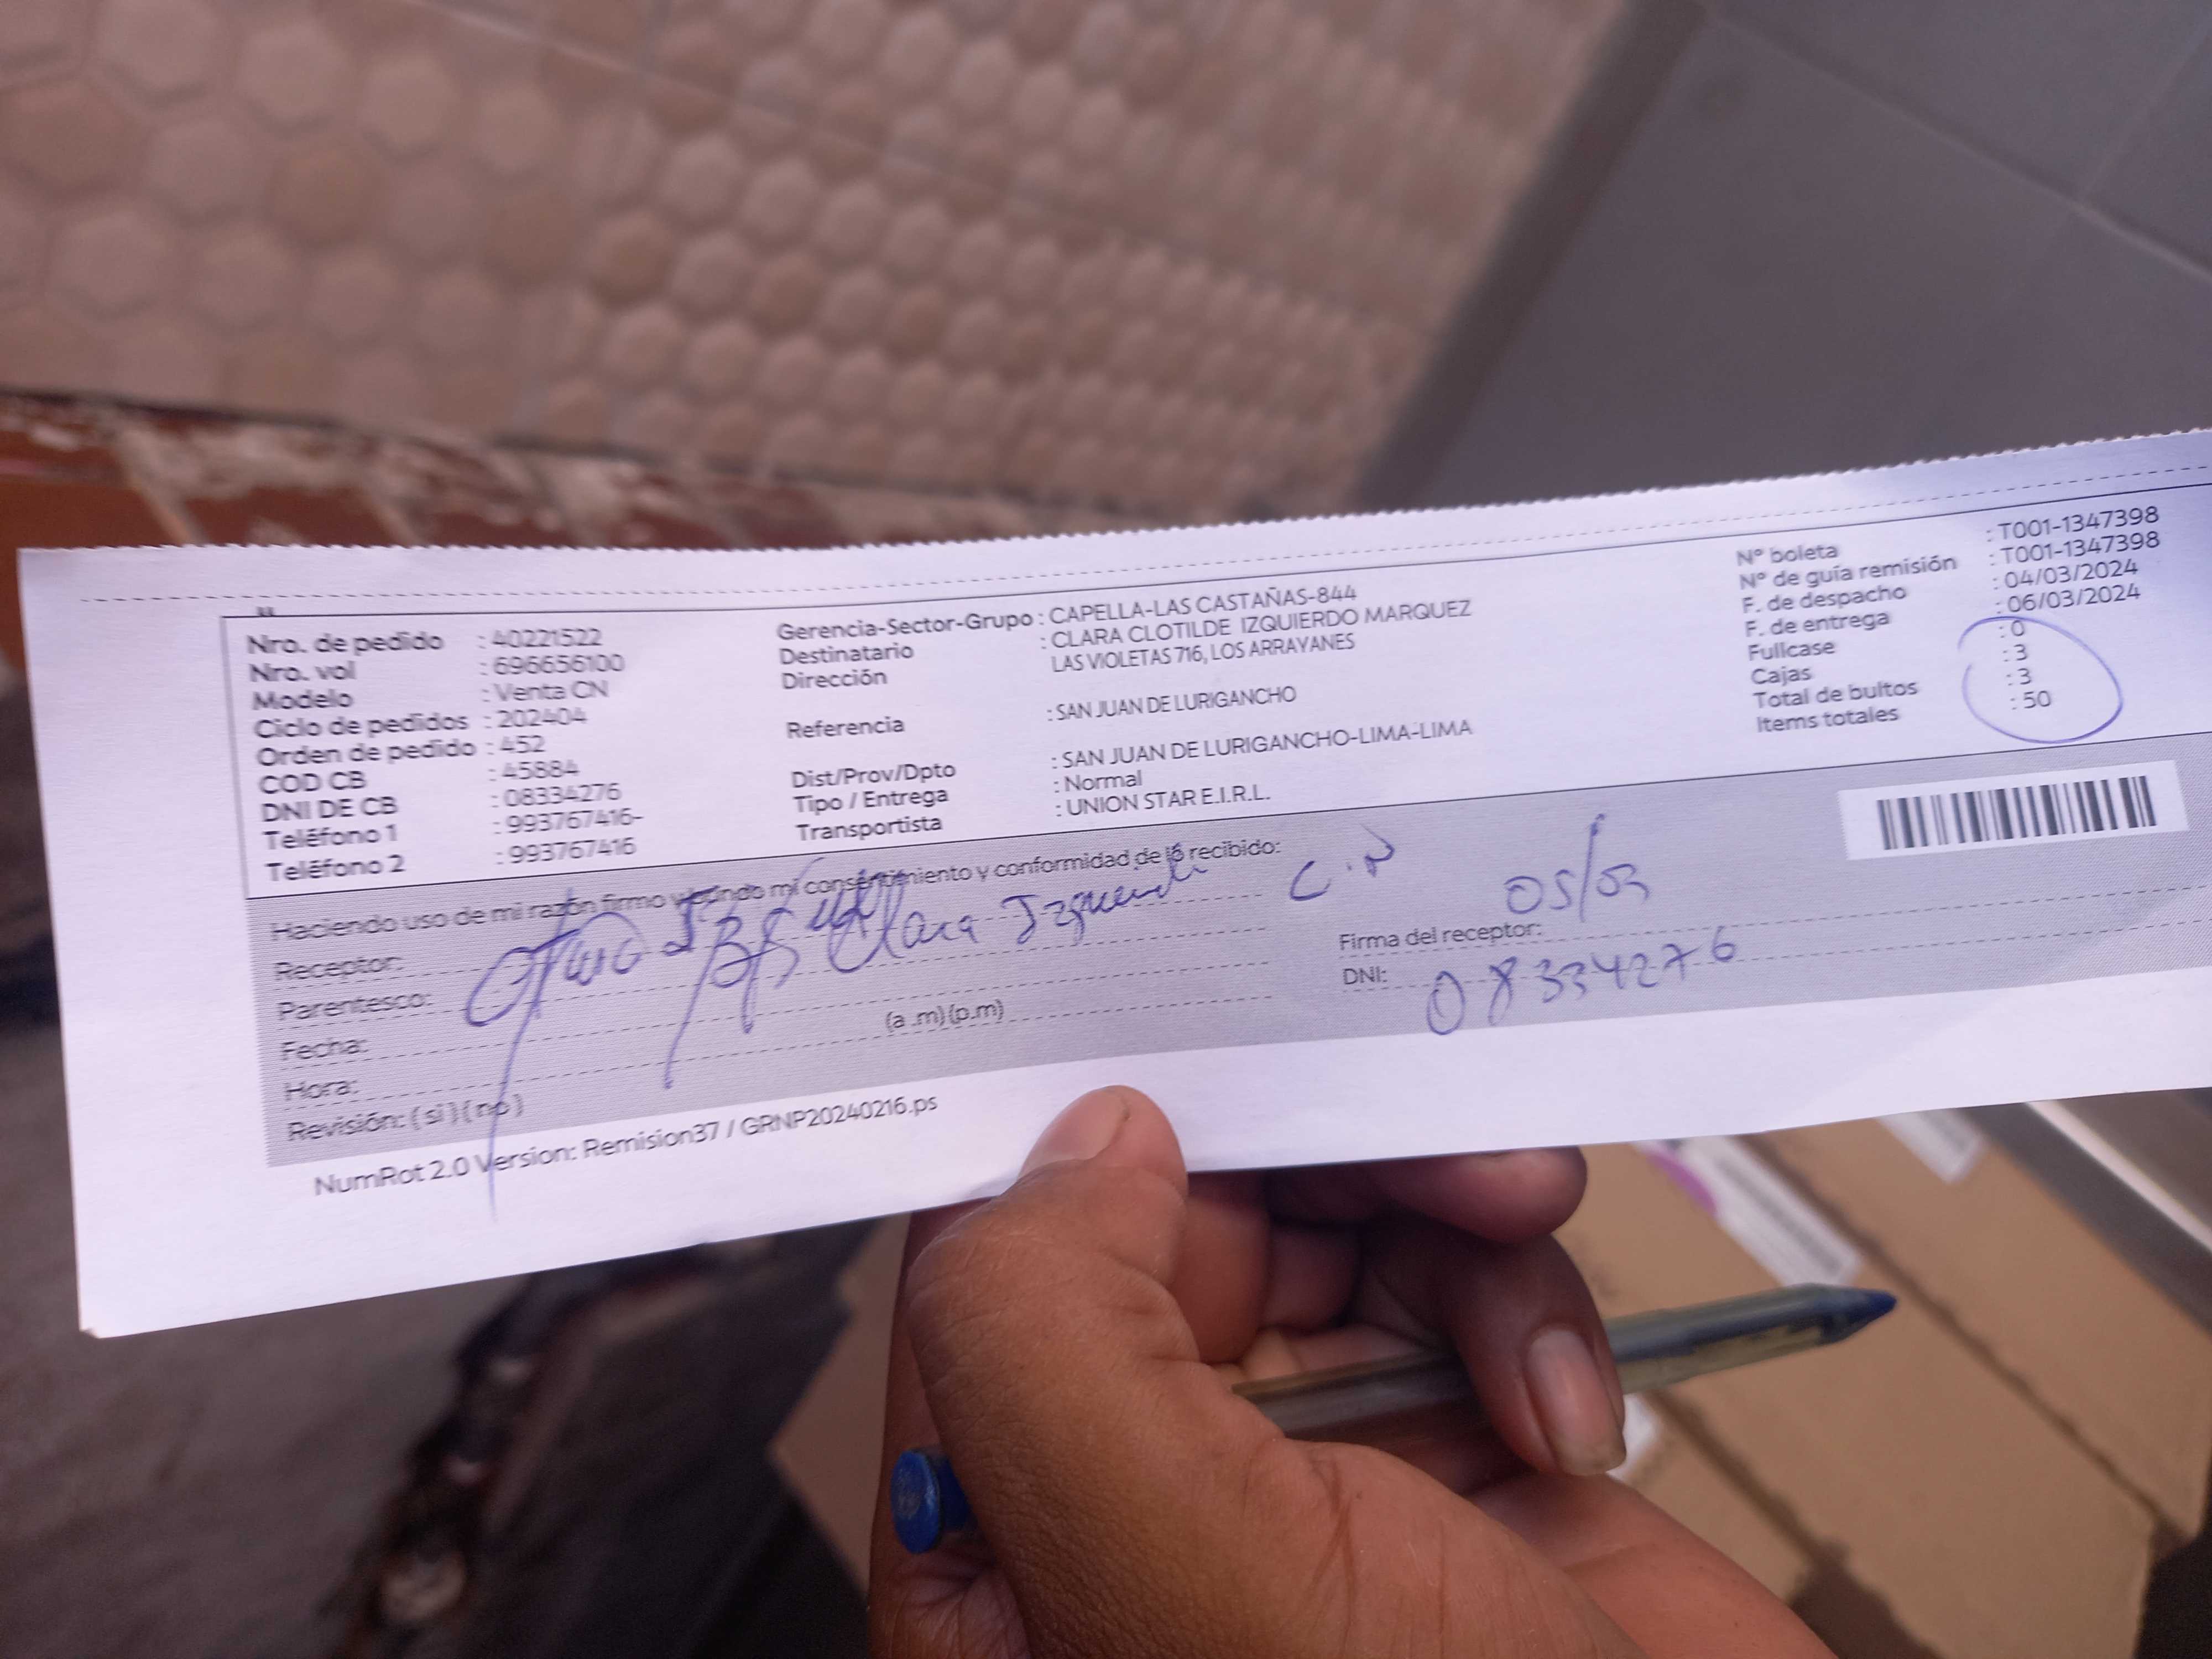 Nro. de pedido : 40221522
Nro. vol : 696656100
Modelo : Venta CN
Ciclo de pedidos : 202404
Orden de pedido : 452
COD CB : 45884
DNI DE CB : 08334276
Teléfono 1 : 993767416-
Teléfono 2 : 993767416
Gerencia-Sector-Grupo : CAPELLA-LAS CASTAÑAS-844
Destinatario : CLARA CLOTILDE IZQUIERDO MARQUEZ
Dirección LAS VIOLETAS 716, LOS ARRAYANES
Referencia : SAN JUAN DE LURIGANCHO
Dist/Prov/Dpto : SAN JUAN DE LURIGANCHO-LIMA-LIMA
Tipo / Entrega : Normal
Transportista : UNION STAR E.I.R.L.
N° boleta : T001-1347398
N° de guía remisión : T001-1347398
F. de despacho : 04/03/2024
F. de entrega : 06/03/2024
Fullcase : 0
Cajas : 3
Total de bultos : 3
Items totales : 50
Haciendo uso de mi razón firmo y brindo mi consentimiento y conformidad de lo recibido:
Receptor: Clara C.N
Parentesco:
Fecha:
Hora: (a .m) (p.m)
Revisión: ( si ) ( no )
05/03
Firma del receptor:
DNI: 08334276
NumRot 2.0 Version: Remision37 / GRNP20240216.ps